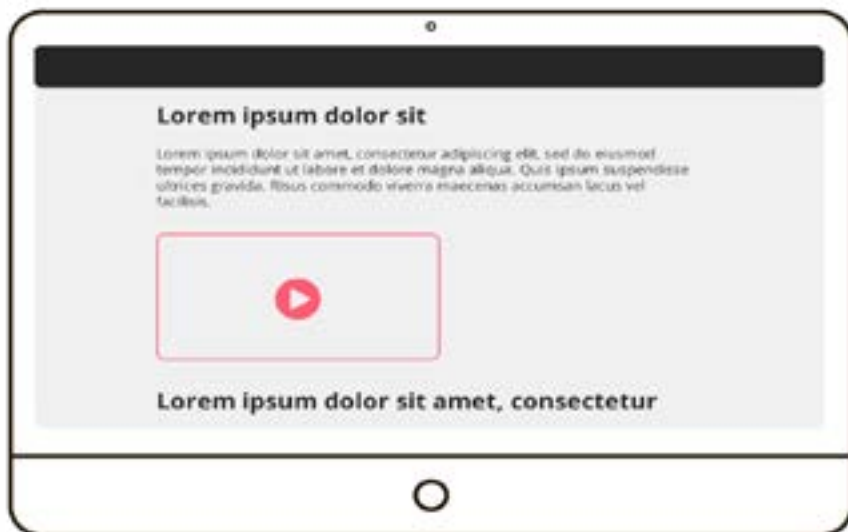 Lorem ipsum dolor sit
Lorem ipsum dolor sit amet, consectetur adipiscing elit, sed do eiusmod
tempor incididunt ut labore et dolore magna aliqua. Quis ipsum suspendisse
ultrices gravida. Risus commodo viverra maecenas accumsan lacus vel
facilisis.
Lorem ipsum dolor sit amet, consectetur